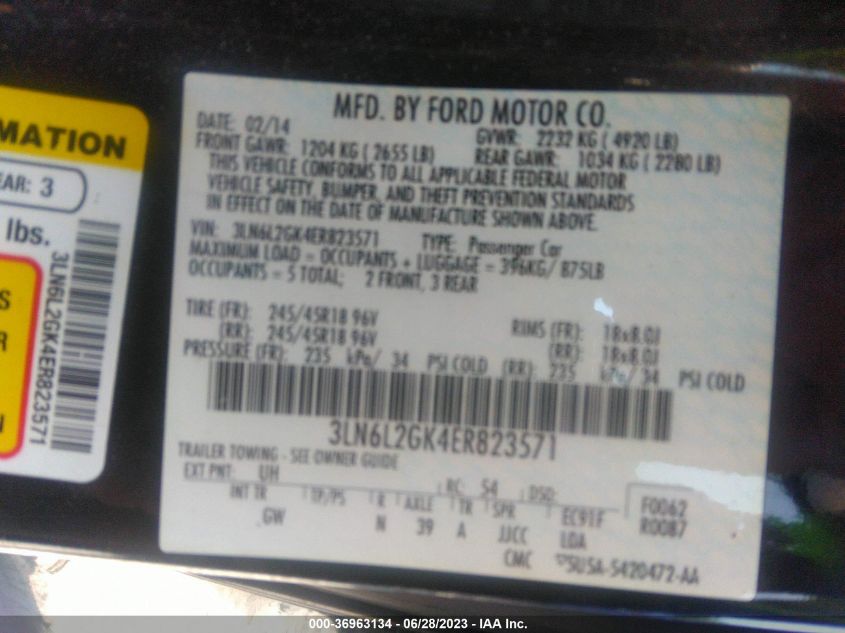 MFD. BY FORD MOTOR CO.
DATE: 02/14 GVWR: 2232 KG ( 4920 LB)
FRONT GAWR: 1204 KG ( 2655 LB) REAR GAWR: 1034 KG ( 2280 LB)
THIS VEHICLE CONFORMS TO ALL APPLICABLE FEDERAL MOTOR
VEHICLE SAFETY, BUMPER, AND THEFT PREVENTION STANDARDS
IN EFFECT ON THE DATE OF MANUFACTURE SHOWN ABOVE.
VIN: 3LN6L2GK4ER823571 TYPE: Passenger Car
MAXIMUM LOAD = OCCUPANTS + LUGGAGE = 396KG/ 875LB
OCCUPANTS = 5 TOTAL; 2 FRONT, 3 REAR
TIRE (FR): 245/45R18 96V RIMS (FR): 18x8.0J
(RR): 245/45R18 96V (RR): 18x8.0J
PRESSURE (FR): 235 kPa/ 34 PSI COLD (RR): 235 kPa/ 34 PSI COLD
3LN6L2GK4ER823571
TRAILER TOWING - SEE OWNER GUIDE
EXT PNT: UH RC: 54 DSO:
INT TR TP/PS R AXLE TR SPR EC91F F0062
GW N 39 A JJCC LDA R0087
CMC 5U5A-5420472-AA
MATION
EAR: 3
lbs.
S
R
N
3LN6L2GK4ER823571
000-36963134 - 06/28/2023 - IAA Inc.